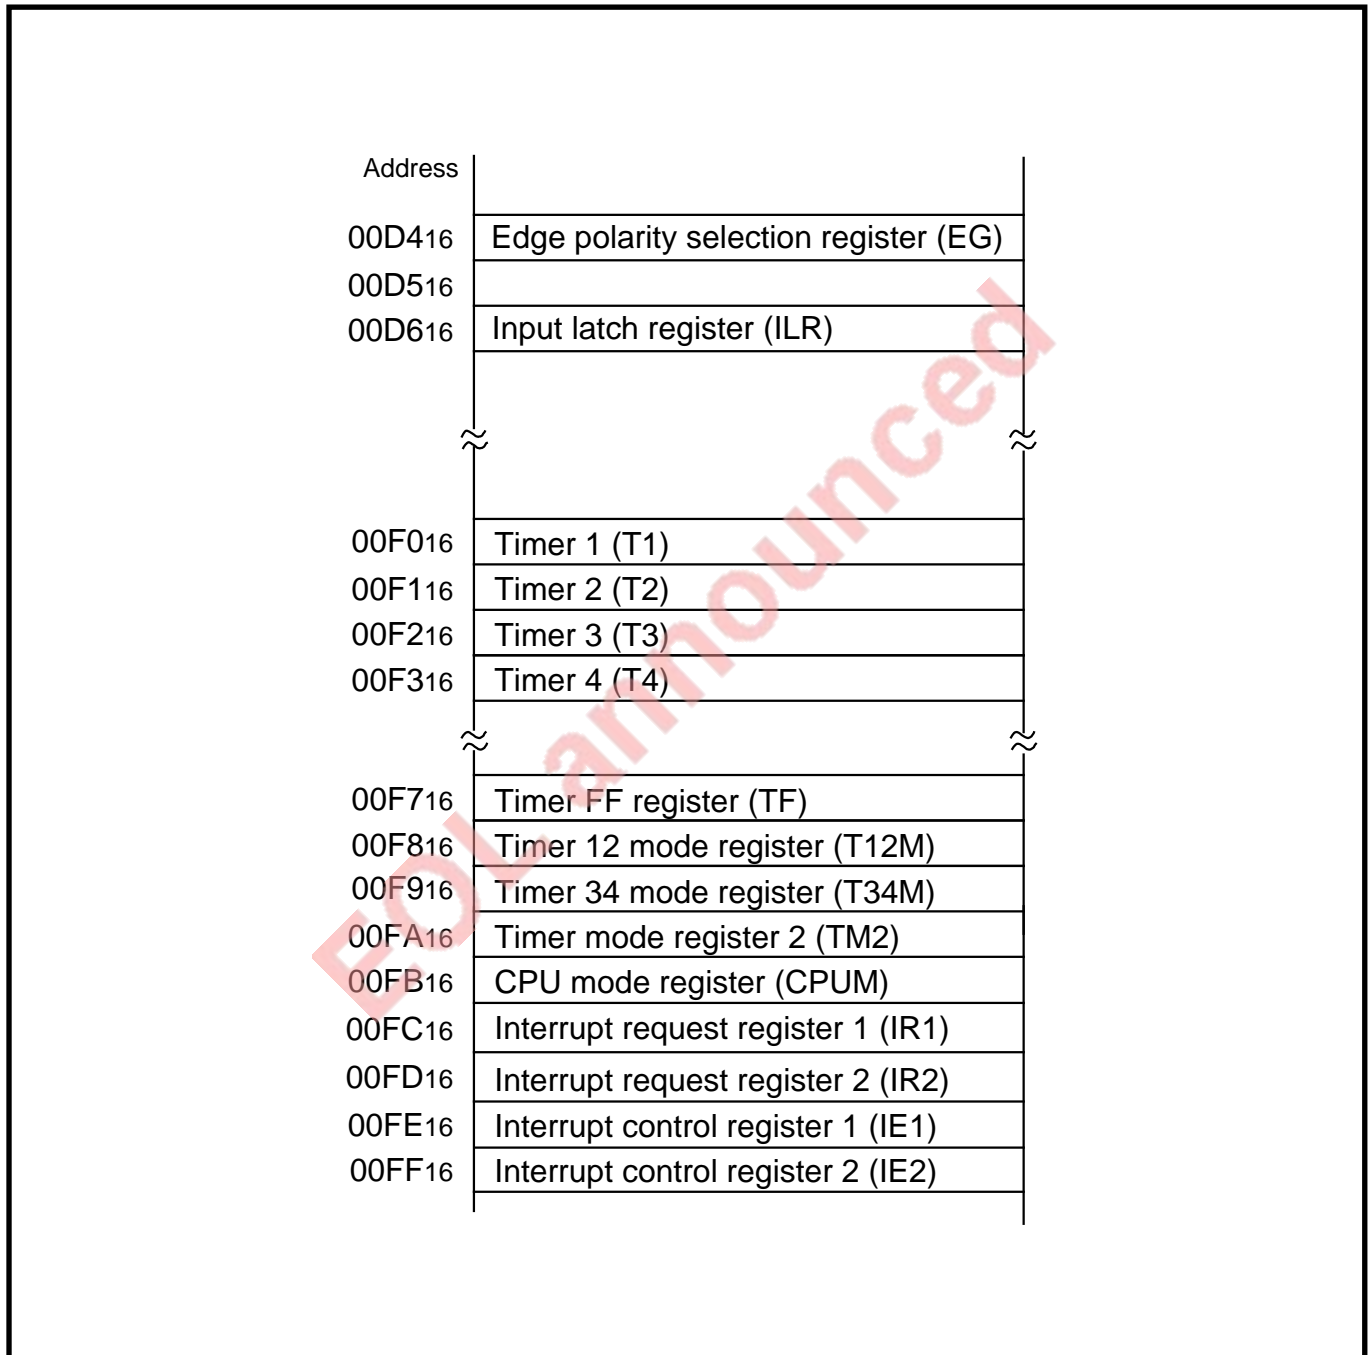 Address
00D416 Edge polarity selection register (EG)
00D516
00D616 Input latch register (ILR)
00F016 Timer 1 (T1)
00F116 Timer 2 (T2)
00F216 Timer 3 (T3)
00F316 Timer 4 (T4)
00F716 Timer FF register (TF)
00F816 Timer 12 mode register (T12M)
00F916 Timer 34 mode register (T34M)
00FA16 Timer mode register 2 (TM2)
00FB16 CPU mode register (CPUM)
00FC16 Interrupt request register 1 (IR1)
00FD16 Interrupt request register 2 (IR2)
00FE16 Interrupt control register 1 (IE1)
00FF16 Interrupt control register 2 (IE2)
EOL announced